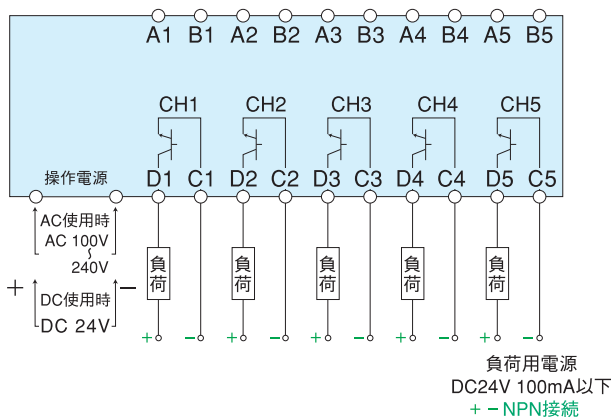 A1 B1 A2 B2 A3 B3 A4 B4 A5 B5
CH1 CH2 CH3 CH4 CH5
操作電源
D1 C1 D2 C2 D3 C3 D4 C4 D5 C5
AC使用時
AC 100V
〜
240V
+ −
DC使用時
DC 24V
負荷 負荷 負荷 負荷 負荷
+ − + − + − + − + −
負荷用電源
DC24V 100mA以下
+ − NPN接続